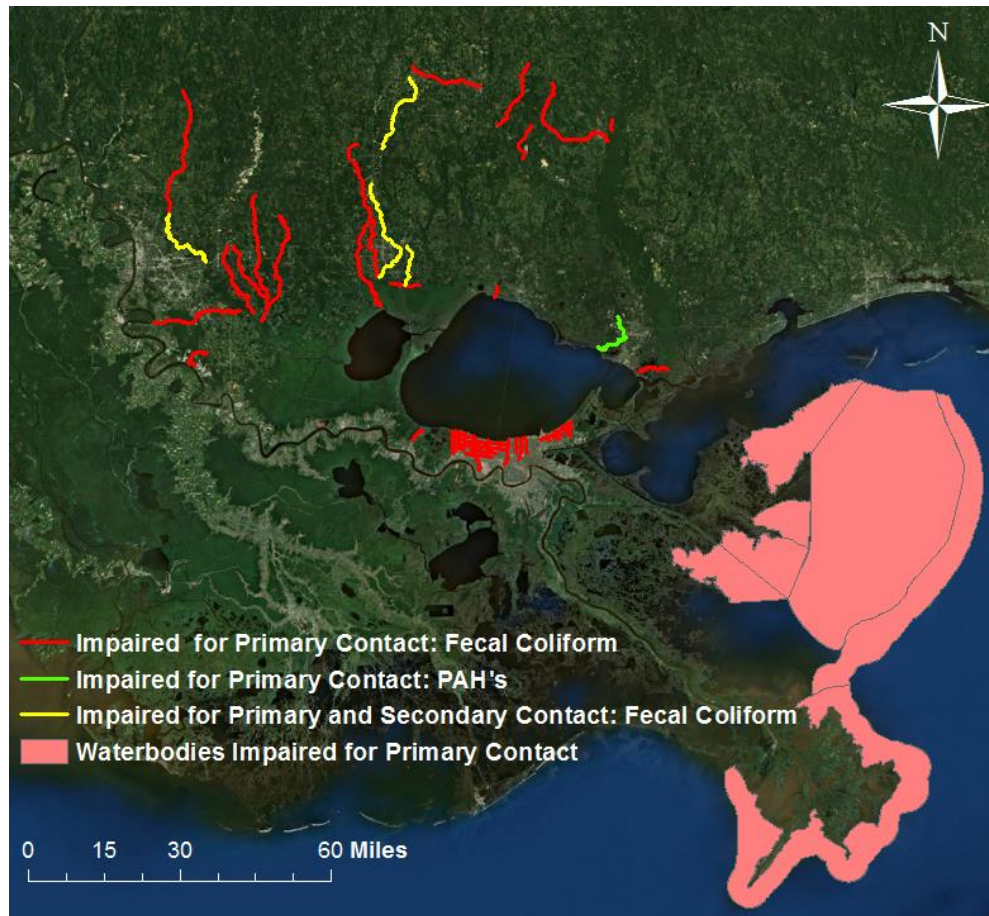 N
Impaired for Primary Contact: Fecal Coliform
Impaired for Primary Contact: PAH's
Impaired for Primary and Secondary Contact: Fecal Coliform
Waterbodies Impaired for Primary Contact
0 15 30 60 Miles